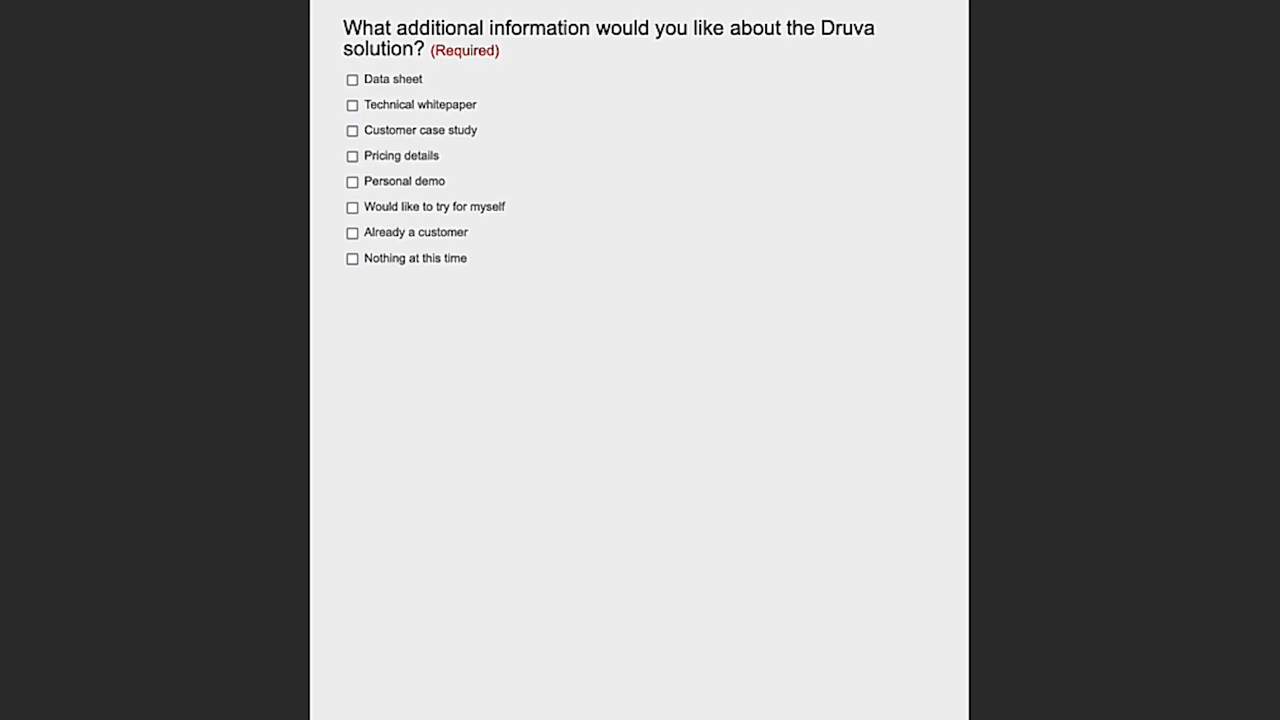 What additional information would you like about the Druva
solution? (Required)
Data sheet
Technical whitepaper
Customer case study
Pricing details
Personal demo
Would like to try for myself
Already a customer
Nothing at this time